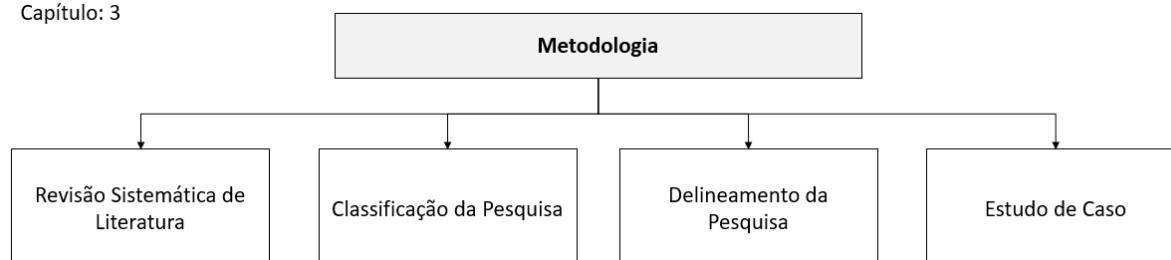 Capítulo: 3
Metodologia
Revisão Sistemática de
Literatura
Classificação da Pesquisa
Delineamento da
Pesquisa
Estudo de Caso